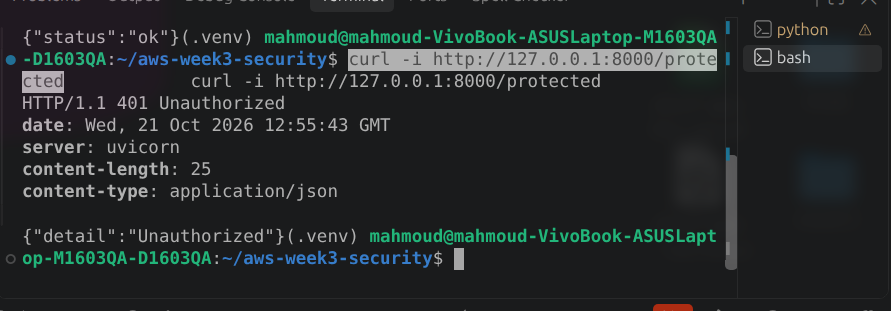 Terminal
{"status":"ok"}(.venv) mahmoud@mahmoud-VivoBook-ASUSLaptop-M1603QA
-D1603QA:~/aws-week3-security$ curl -i http://127.0.0.1:8000/prote
cted            curl -i http://127.0.0.1:8000/protected
HTTP/1.1 401 Unauthorized
date: Wed, 21 Oct 2026 12:55:43 GMT
server: uvicorn
content-length: 25
content-type: application/json
{"detail":"Unauthorized"}(.venv) mahmoud@mahmoud-VivoBook-ASUSLapt
op-M1603QA-D1603QA:~/aws-week3-security$
python
bash